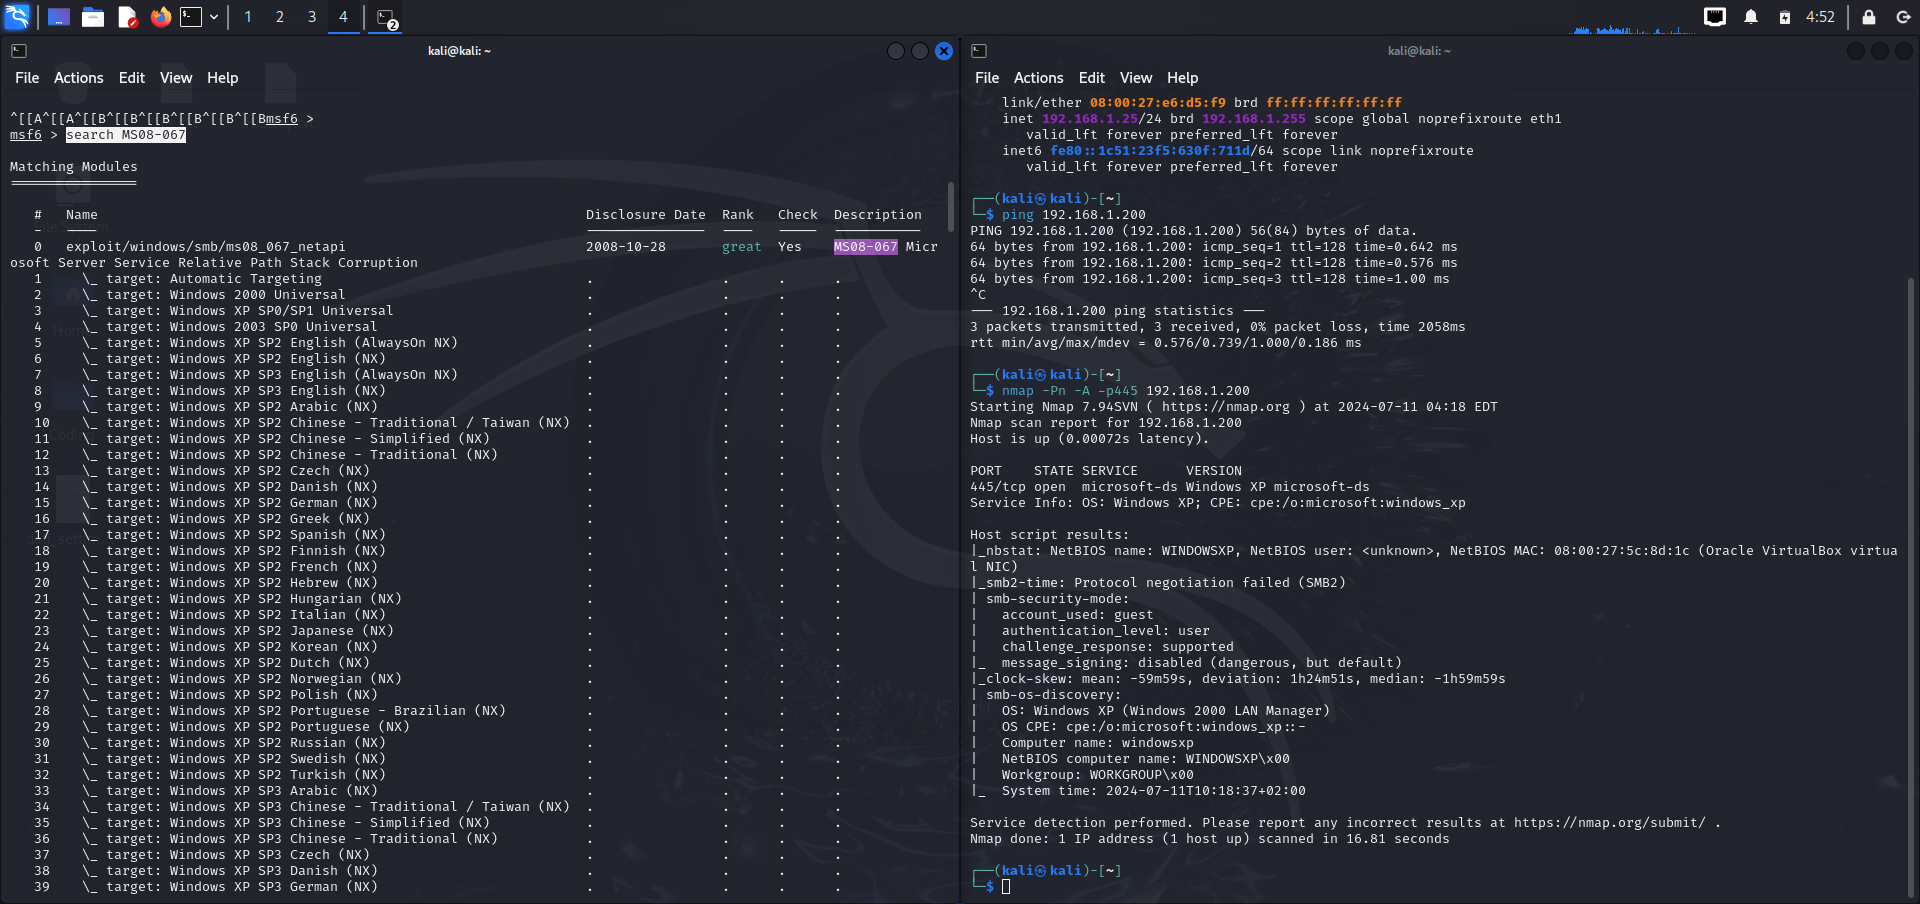 1 2 3 4 2 4:52
kali@kali: ~
File Actions Edit View Help
^[[A^[[A^[[B^[[B^[[B^[[B^[[B^[[Bmsf6 >
msf6 > search MS08-067
Matching Modules
================
# Name Disclosure Date Rank Check Description
- ---- --------------- ---- ----- -----------
0 exploit/windows/smb/ms08_067_netapi 2008-10-28 great Yes MS08-067 Micr
osoft Server Service Relative Path Stack Corruption
1 \_ target: Automatic Targeting . . . .
2 \_ target: Windows 2000 Universal . . . .
3 \_ target: Windows XP SP0/SP1 Universal . . . .
4 \_ target: Windows 2003 SP0 Universal . . . .
5 \_ target: Windows XP SP2 English (AlwaysOn NX) . . . .
6 \_ target: Windows XP SP2 English (NX) . . . .
7 \_ target: Windows XP SP3 English (AlwaysOn NX) . . . .
8 \_ target: Windows XP SP3 English (NX) . . . .
9 \_ target: Windows XP SP2 Arabic (NX) . . . .
10 \_ target: Windows XP SP2 Chinese - Traditional / Taiwan (NX) . . . .
11 \_ target: Windows XP SP2 Chinese - Simplified (NX) . . . .
12 \_ target: Windows XP SP2 Chinese - Traditional (NX) . . . .
13 \_ target: Windows XP SP2 Czech (NX) . . . .
14 \_ target: Windows XP SP2 Danish (NX) . . . .
15 \_ target: Windows XP SP2 German (NX) . . . .
16 \_ target: Windows XP SP2 Greek (NX) . . . .
17 \_ target: Windows XP SP2 Spanish (NX) . . . .
18 \_ target: Windows XP SP2 Finnish (NX) . . . .
19 \_ target: Windows XP SP2 French (NX) . . . .
20 \_ target: Windows XP SP2 Hebrew (NX) . . . .
21 \_ target: Windows XP SP2 Hungarian (NX) . . . .
22 \_ target: Windows XP SP2 Italian (NX) . . . .
23 \_ target: Windows XP SP2 Japanese (NX) . . . .
24 \_ target: Windows XP SP2 Korean (NX) . . . .
25 \_ target: Windows XP SP2 Dutch (NX) . . . .
26 \_ target: Windows XP SP2 Norwegian (NX) . . . .
27 \_ target: Windows XP SP2 Polish (NX) . . . .
28 \_ target: Windows XP SP2 Portuguese - Brazilian (NX) . . . .
29 \_ target: Windows XP SP2 Portuguese (NX) . . . .
30 \_ target: Windows XP SP2 Russian (NX) . . . .
31 \_ target: Windows XP SP2 Swedish (NX) . . . .
32 \_ target: Windows XP SP2 Turkish (NX) . . . .
33 \_ target: Windows XP SP3 Arabic (NX) . . . .
34 \_ target: Windows XP SP3 Chinese - Traditional / Taiwan (NX) . . . .
35 \_ target: Windows XP SP3 Chinese - Simplified (NX) . . . .
36 \_ target: Windows XP SP3 Chinese - Traditional (NX) . . . .
37 \_ target: Windows XP SP3 Czech (NX) . . . .
38 \_ target: Windows XP SP3 Danish (NX) . . . .
39 \_ target: Windows XP SP3 German (NX) . . . .
kali@kali: ~
File Actions Edit View Help
link/ether 08:00:27:e6:d5:f9 brd ff:ff:ff:ff:ff:ff
inet 192.168.1.25/24 brd 192.168.1.255 scope global noprefixroute eth1
valid_lft forever preferred_lft forever
inet6 fe80::1c51:23f5:630f:711d/64 scope link noprefixroute
valid_lft forever preferred_lft forever
┌──(kali㉿kali)-[~]
└─$ ping 192.168.1.200
PING 192.168.1.200 (192.168.1.200) 56(84) bytes of data.
64 bytes from 192.168.1.200: icmp_seq=1 ttl=128 time=0.642 ms
64 bytes from 192.168.1.200: icmp_seq=2 ttl=128 time=0.576 ms
64 bytes from 192.168.1.200: icmp_seq=3 ttl=128 time=1.00 ms
^C
--- 192.168.1.200 ping statistics ---
3 packets transmitted, 3 received, 0% packet loss, time 2058ms
rtt min/avg/max/mdev = 0.576/0.739/1.000/0.186 ms
┌──(kali㉿kali)-[~]
└─$ nmap -Pn -A -p445 192.168.1.200
Starting Nmap 7.94SVN ( https://nmap.org ) at 2024-07-11 04:18 EDT
Nmap scan report for 192.168.1.200
Host is up (0.00072s latency).
PORT STATE SERVICE VERSION
445/tcp open microsoft-ds Windows XP microsoft-ds
Service Info: OS: Windows XP; CPE: cpe:/o:microsoft:windows_xp
Host script results:
|_nbstat: NetBIOS name: WINDOWSXP, NetBIOS user: <unknown>, NetBIOS MAC: 08:00:27:5c:8d:1c (Oracle VirtualBox virtua
l NIC)
|_smb2-time: Protocol negotiation failed (SMB2)
| smb-security-mode:
| account_used: guest
| authentication_level: user
| challenge_response: supported
|_ message_signing: disabled (dangerous, but default)
|_clock-skew: mean: -59m59s, deviation: 1h24m51s, median: -1h59m59s
| smb-os-discovery:
| OS: Windows XP (Windows 2000 LAN Manager)
| OS CPE: cpe:/o:microsoft:windows_xp::-
| Computer name: windowsxp
| NetBIOS computer name: WINDOWSXP\x00
| Workgroup: WORKGROUP\x00
|_ System time: 2024-07-11T10:18:37+02:00
Service detection performed. Please report any incorrect results at https://nmap.org/submit/ .
Nmap done: 1 IP address (1 host up) scanned in 16.81 seconds
┌──(kali㉿kali)-[~]
└─$